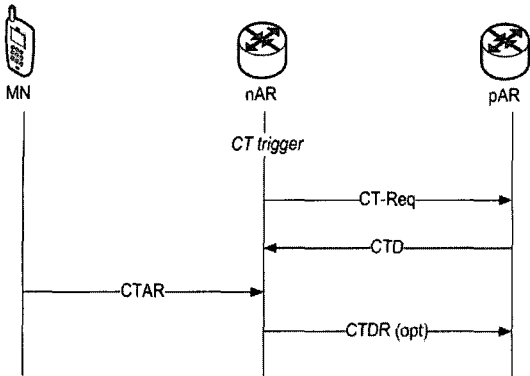 MN
nAR
pAR
CT trigger
CT-Req
CTD
CTAR
CTDR (opt)